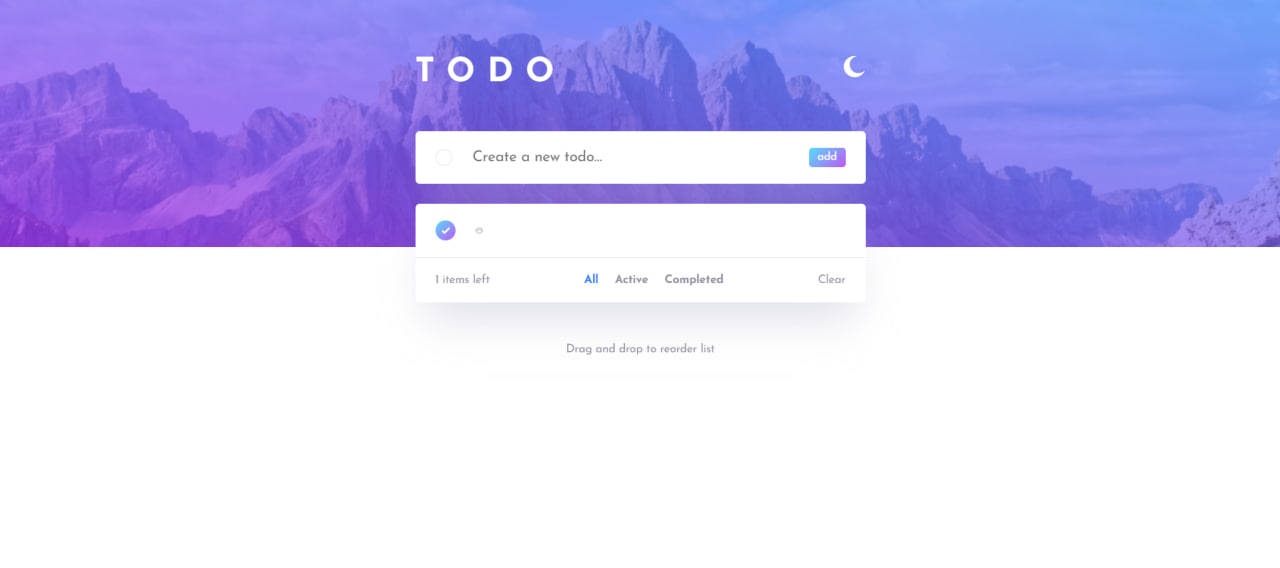 TODO
Create a new todo...
add
1 items left
All
Active
Completed
Clear
Drag and drop to reorder list